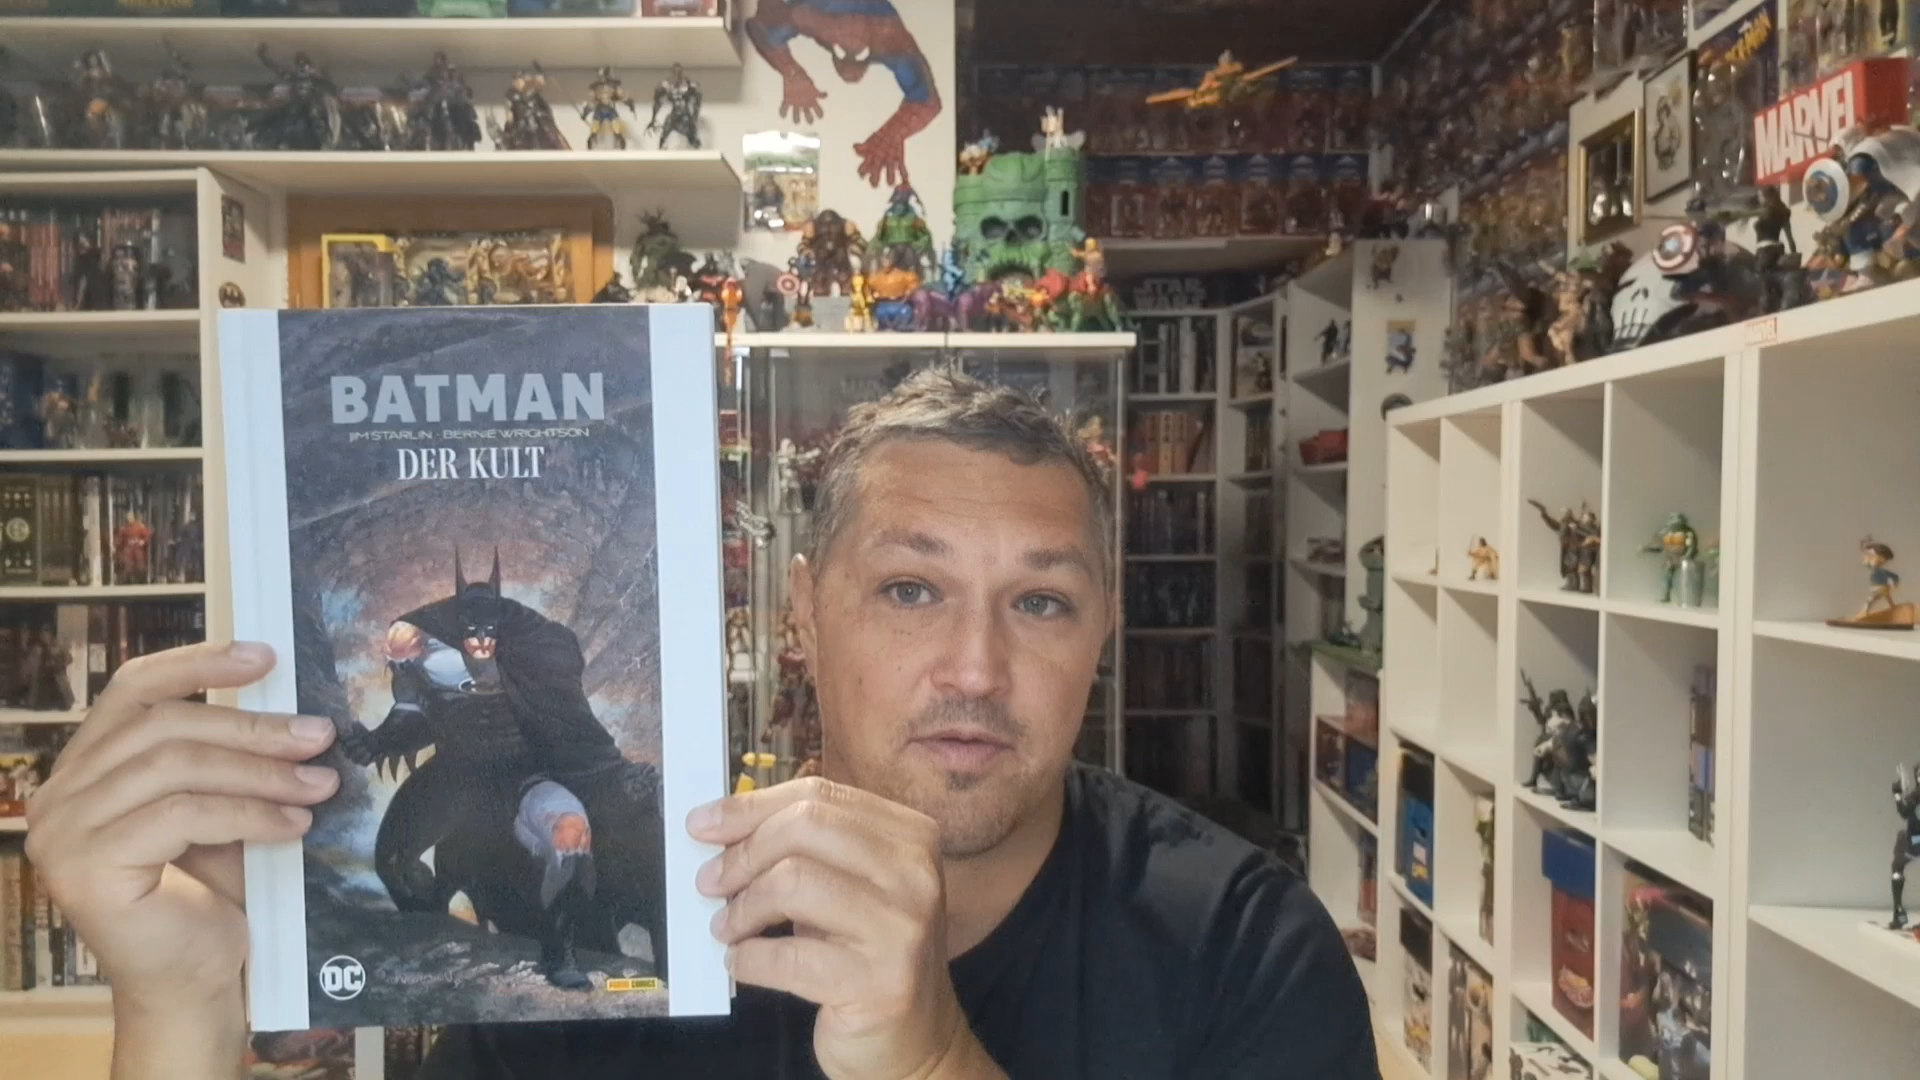 MARVEL
STAR
WARS
BATMAN
JIM STARLIN · BERNIE WRIGHTSON
DER KULT
DC
PANINI COMICS